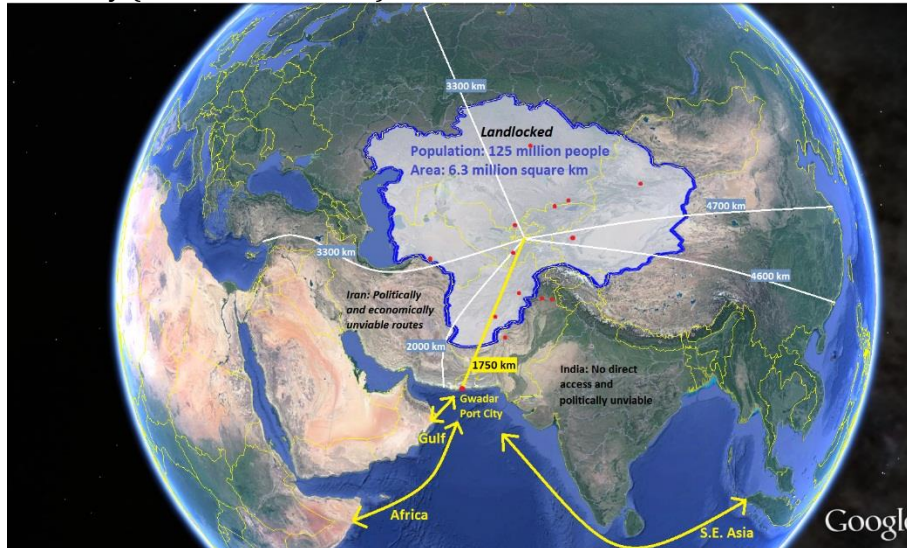 3300 km
Landlocked
Population: 125 million people
Area: 6.3 million square km
4700 km
3300 km
4600 km
Iran: Politically
and economically
unviable routes
2000 km
1750 km
India: No direct
access and
politically unviable
Gwadar
Port City
Gulf
Africa
S.E. Asia
Google